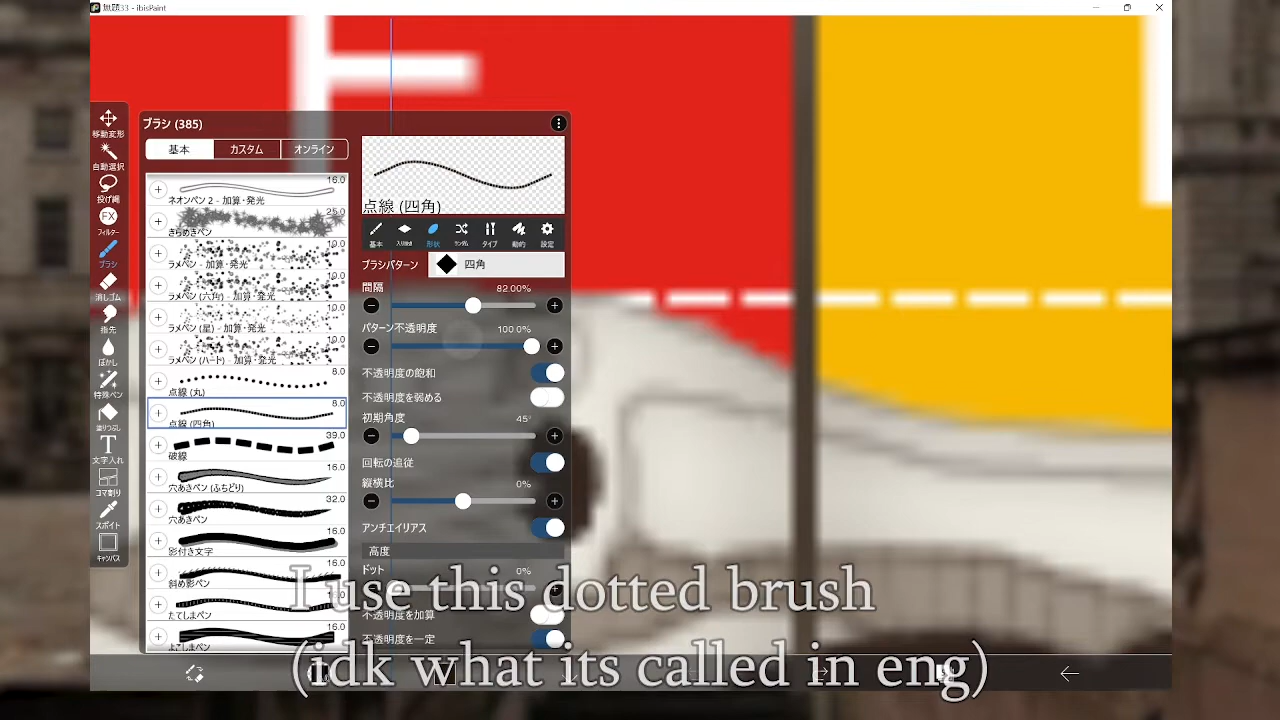 無題33 - ibisPaint
移動変形
自動選択
投げ縄
FX
フィルター
ブラシ
消しゴム
指先
ぼかし
特殊ペン
塗りつぶし
文字入れ
コマ割り
スポイト
キャンバス
ブラシ (385)
基本 カスタム オンライン
16.0
ネオンペン 2 - 加算・発光
25.0
きらめきペン
10.0
ラメペン - 加算・発光
10.0
ラメペン (六角) - 加算・発光
10.0
ラメペン (星) - 加算・発光
10.0
ラメペン (ハート) - 加算・発光
8.0
点線 (丸)
8.0
点線 (四角)
39.0
破線
16.0
穴あきペン (ふちどり)
32.0
穴あきペン
16.0
影付き文字
16.0
斜め影ペン
たてしまペン
16.0
よこしまペン
点線 (四角)
基本 入り抜き 形状 ランダム タイプ 動的 設定
ブラシパターン 四角
間隔 82.00%
パターン不透明度 100.0%
不透明度の飽和
不透明度を弱める
初期角度 45°
回転の追従
縦横比 0%
アンチエイリアス
高度
ドット 0%
不透明度を加算
不透明度を一定
I use this dotted brush
(idk what its called in eng)